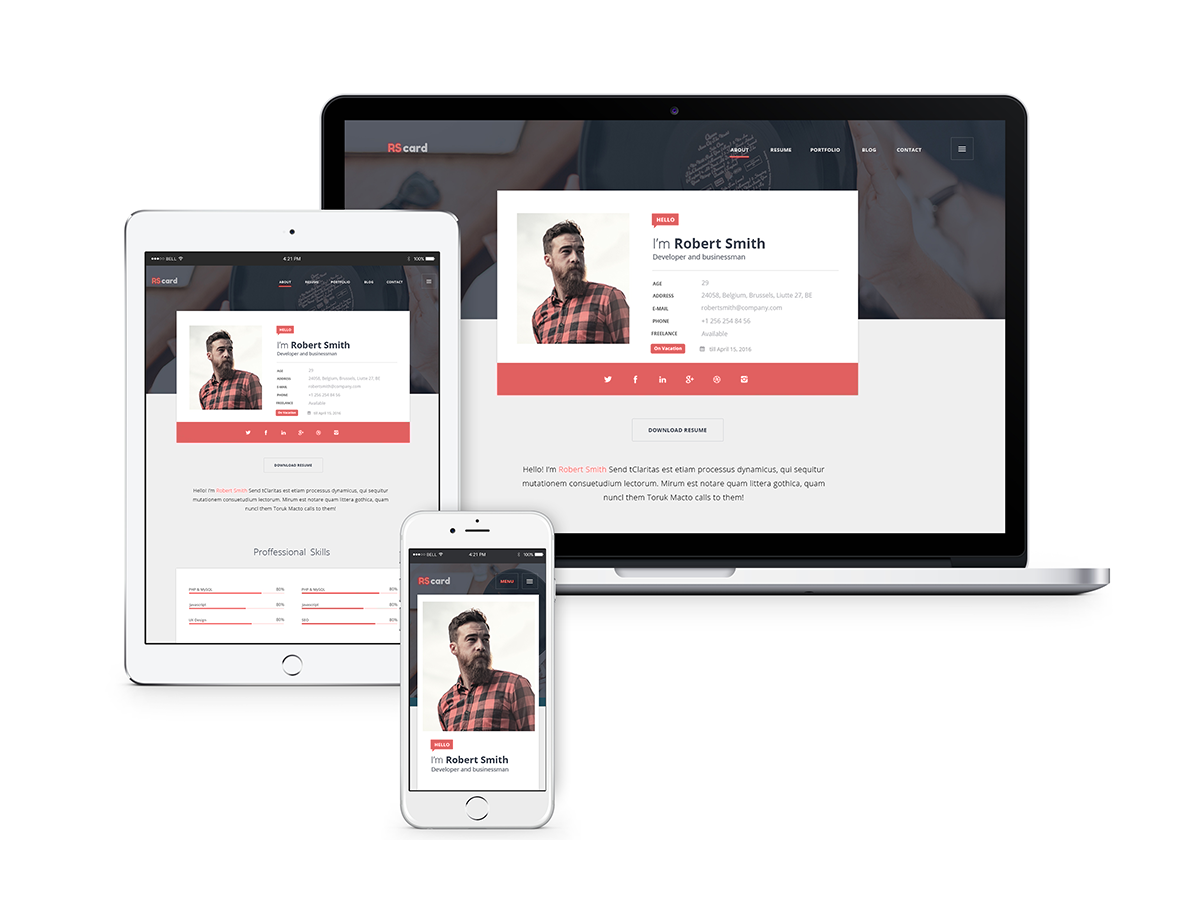 RS card
ABOUT RESUME PORTFOLIO BLOG CONTACT
HELLO
I'm Robert Smith
Developer and businessman
AGE 29
ADDRESS 24058, Belgium, Brussels, Liutte 27, BE
E-MAIL robertsmith@company.com
PHONE +1 256 254 84 56
FREELANCE Available
On Vacation till April 15, 2016
DOWNLOAD RESUME
Hello! I'm Robert Smith Send tClaritas est etiam processus dynamicus, qui sequitur
mutationem consuetudium lectorum. Mirum est notare quam littera gothica, quam
nuncl them Toruk Macto calls to them!
BELL 4:21 PM 100%
RS card
ABOUT RESUME PORTFOLIO BLOG CONTACT
HELLO
I'm Robert Smith
Developer and businessman
AGE 29
ADDRESS 24058, Belgium, Brussels, Liutte 27, BE
E-MAIL robertsmith@company.com
PHONE +1 256 254 84 56
FREELANCE Available
On Vacation till April 15, 2016
DOWNLOAD RESUME
Hello! I'm Robert Smith Send tClaritas est etiam processus dynamicus, qui sequitur
mutationem consuetudium lectorum. Mirum est notare quam littera gothica, quam
nuncl them Toruk Macto calls to them!
Proffessional Skills
PHP & MySQL 80% PHP & MySQL 80%
Javascript 80% Javascript 80%
UX Design 80% SEO 80%
BELL 4:21 PM 100%
RS card
MENU
HELLO
I'm Robert Smith
Developer and businessman